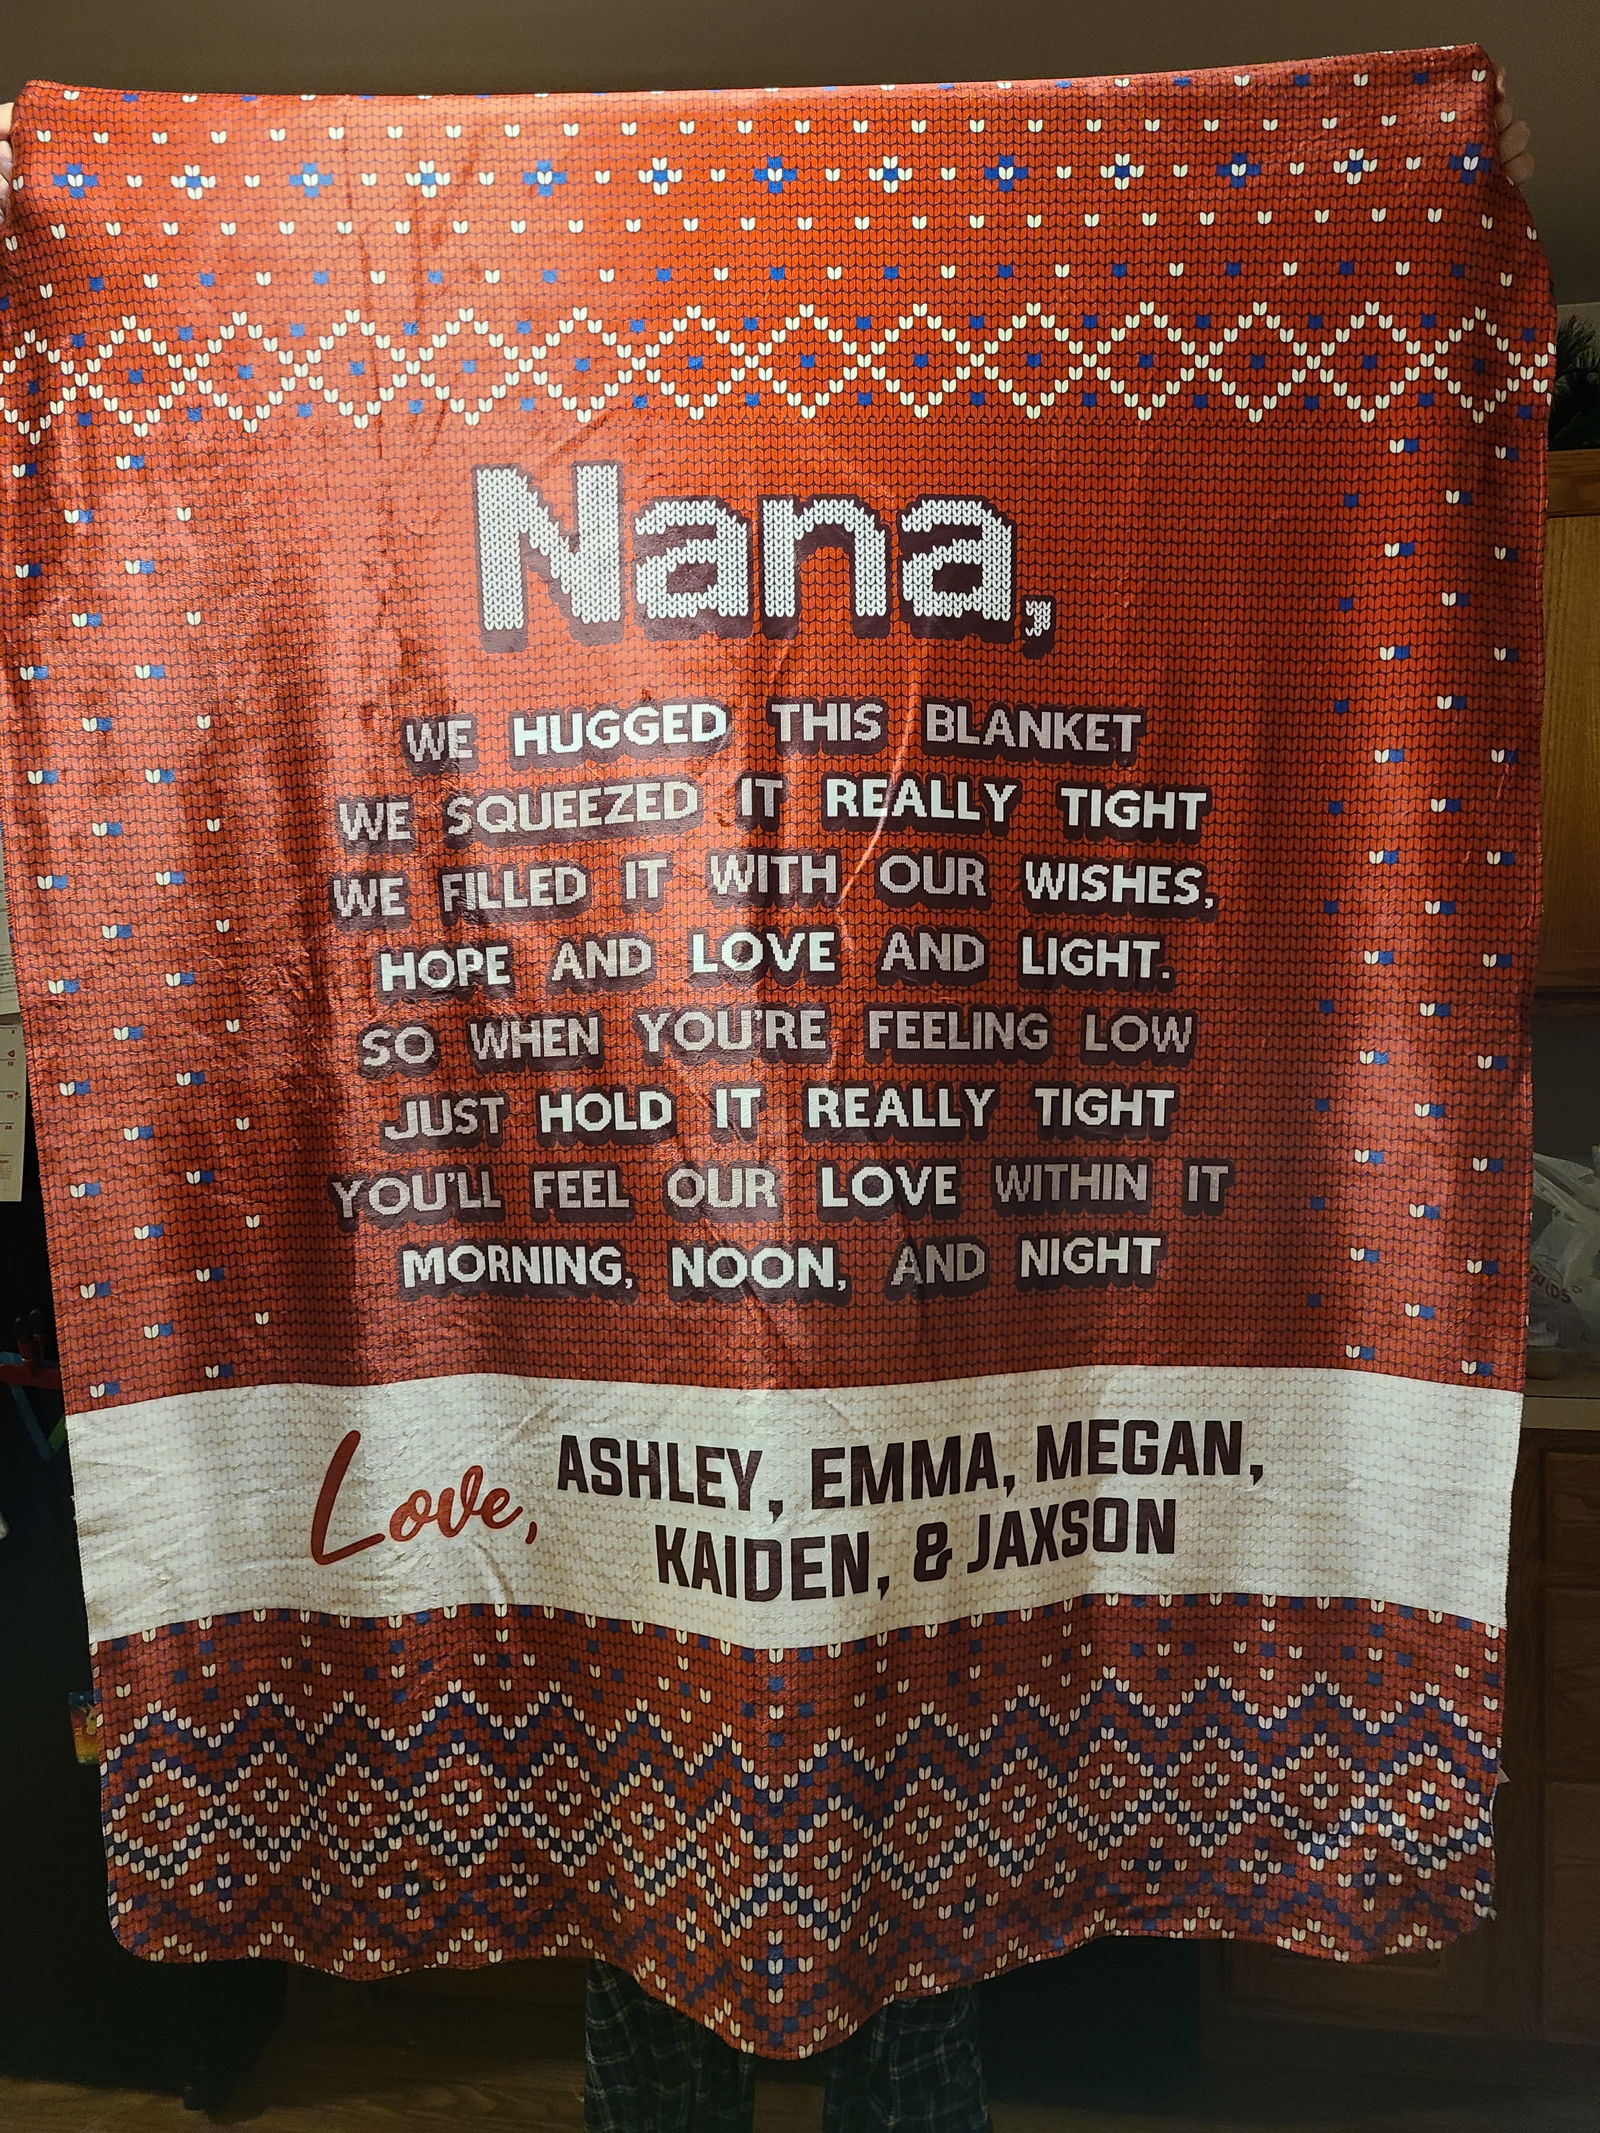 Nana,
WE HUGGED THIS BLANKET
WE SQUEEZED IT REALLY TIGHT
WE FILLED IT WITH OUR WISHES,
HOPE AND LOVE AND LIGHT.
SO WHEN YOU'RE FEELING LOW
JUST HOLD IT REALLY TIGHT
YOU'LL FEEL OUR LOVE WITHIN IT
MORNING, NOON, AND NIGHT
Love, ASHLEY, EMMA, MEGAN,
KAIDEN, & JAXSON